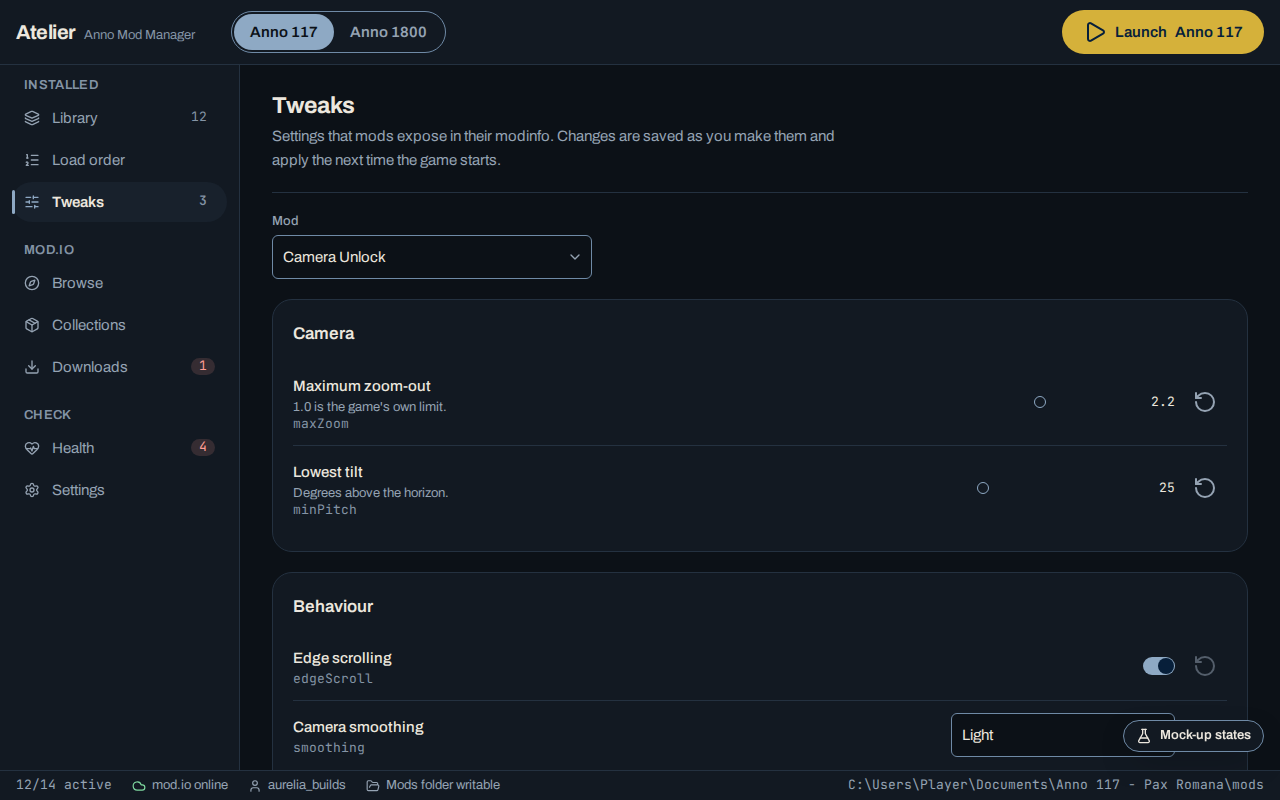 Atelier Anno Mod Manager
Anno 117
Anno 1800
Launch Anno 117
INSTALLED
Library 12
Load order
Tweaks 3
MOD.IO
Browse
Collections
Downloads 1
CHECK
Health 4
Settings
Tweaks
Settings that mods expose in their modinfo. Changes are saved as you make them and
apply the next time the game starts.
Mod
Camera Unlock
Camera
Maximum zoom-out
1.0 is the game's own limit.
maxZoom
2.2
Lowest tilt
Degrees above the horizon.
minPitch
25
Behaviour
Edge scrolling
edgeScroll
Camera smoothing
smoothing
Light
Mock-up states
12/14 active
mod.io online
aurelia_builds
Mods folder writable
C:\Users\Player\Documents\Anno 117 - Pax Romana\mods